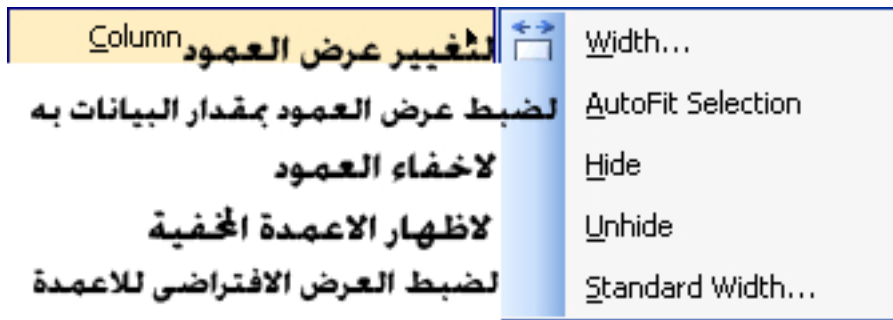 Column
لتغيير عرض العمود
Width...
لضبط عرض العمود بمقدار البيانات به
AutoFit Selection
لاخفاء العمود
Hide
لاظهار الاعمدة المخفية
Unhide
لضبط العرض الافتراضى للاعمدة
Standard Width...